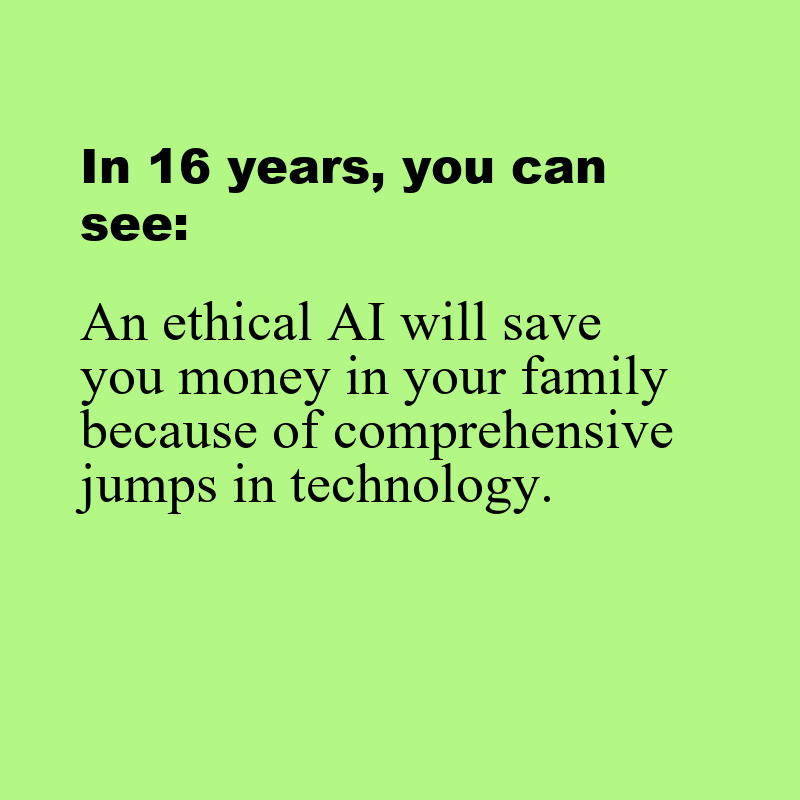 In 16 years, you can
see:
An ethical AI will save
you money in your family
because of comprehensive
jumps in technology.